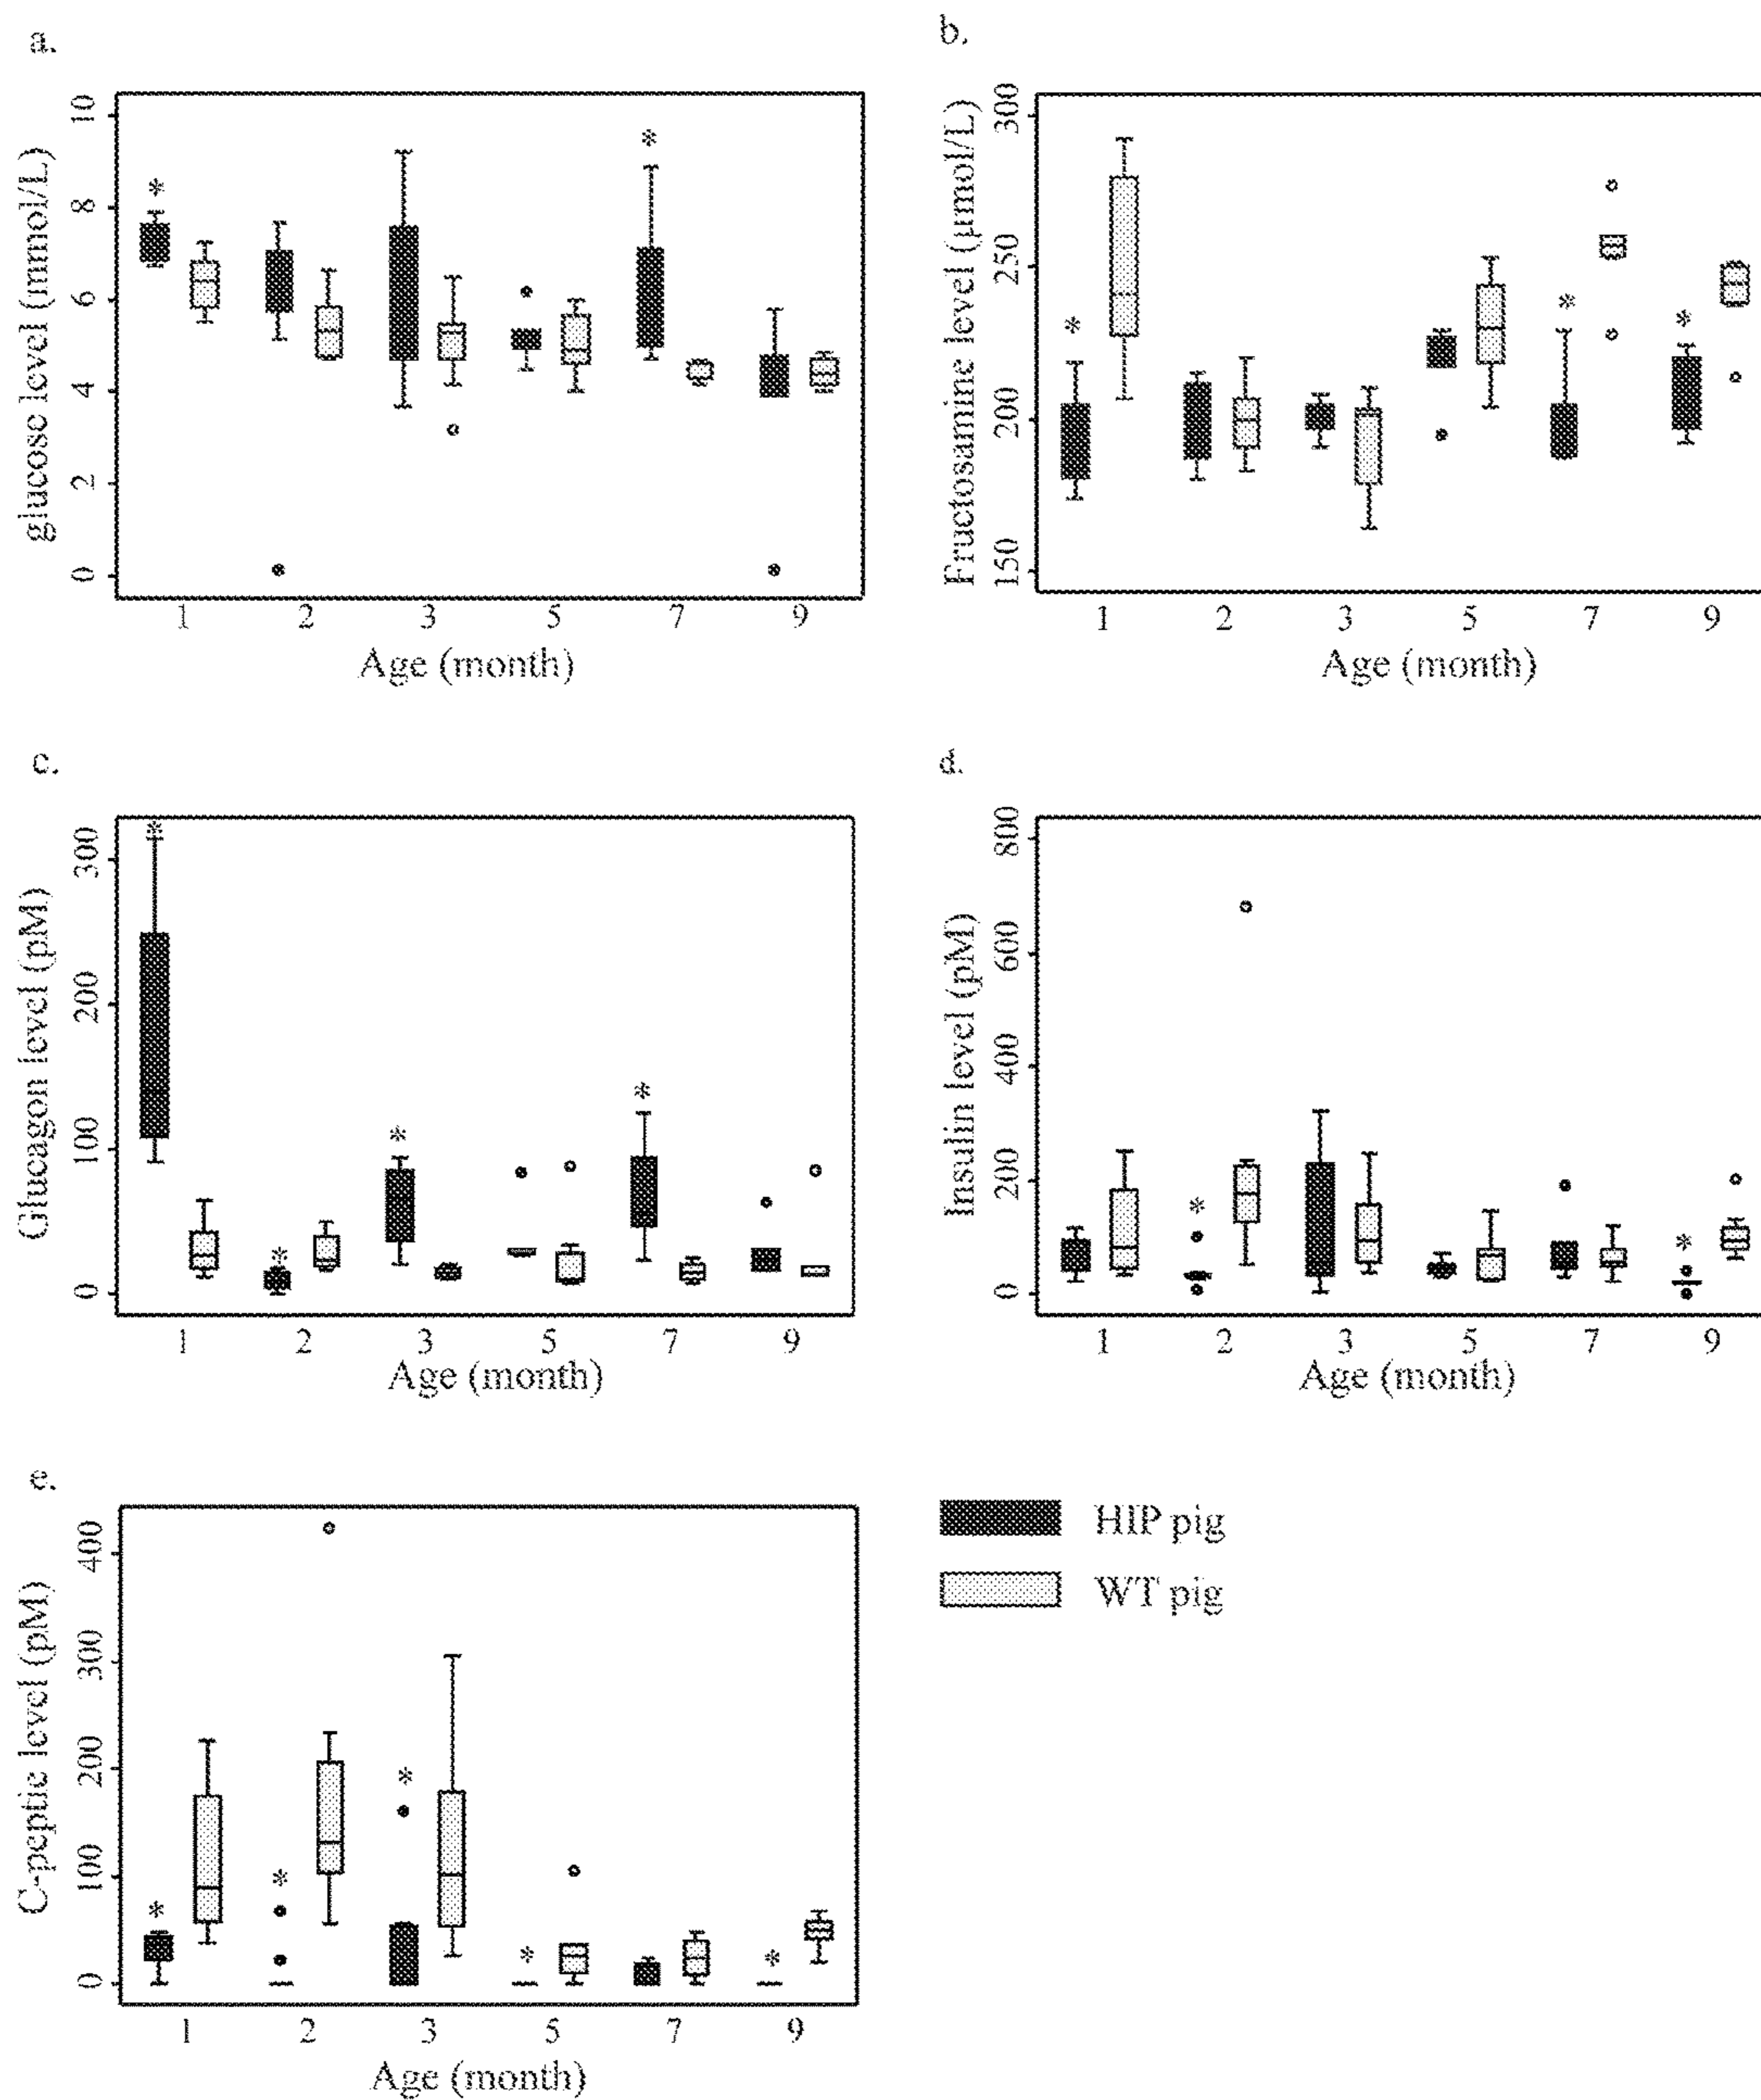 a.
glucose level (mmol/L)
10
8
6
4
2
0
*
*
1 2 3 5 7 9
Age (month)
b.
Fructosamine level (μmol/L)
300
250
200
150
*
*
*
1 2 3 5 7 9
Age (month)
c.
Glucagon level (pM)
300
200
100
0
*
*
*
*
1 2 3 5 7 9
Age (month)
d.
Insulin level (pM)
800
600
400
200
0
*
*
1 2 3 5 7 9
Age (month)
e.
C-peptic level (pM)
400
300
200
100
0
*
*
*
*
*
1 2 3 5 7 9
Age (month)
HIP pig
WT pig